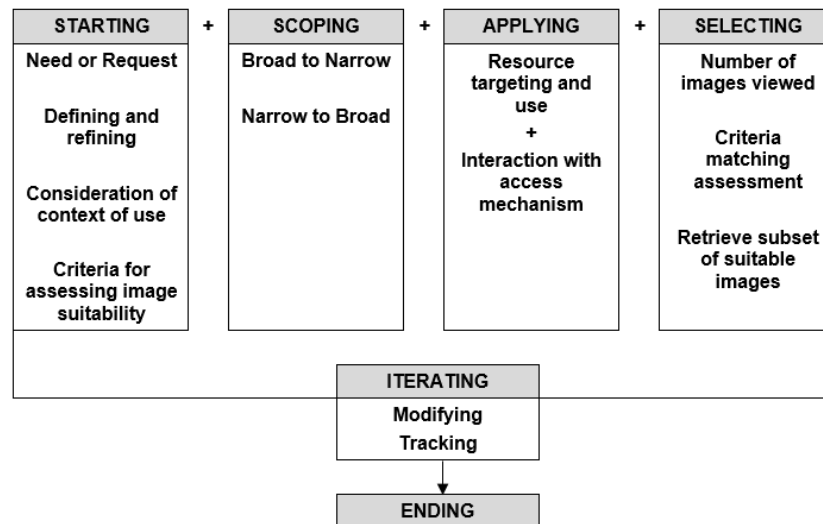 STARTING + SCOPING + APPLYING + SELECTING
Need or Request
Defining and
refining
Consideration of
context of use
Criteria for
assessing image
suitability
Broad to Narrow
Narrow to Broad
Resource
targeting and
use
+
Interaction with
access
mechanism
Number of
images viewed
Criteria
matching
assessment
Retrieve subset
of suitable
images
ITERATING
Modifying
Tracking
ENDING